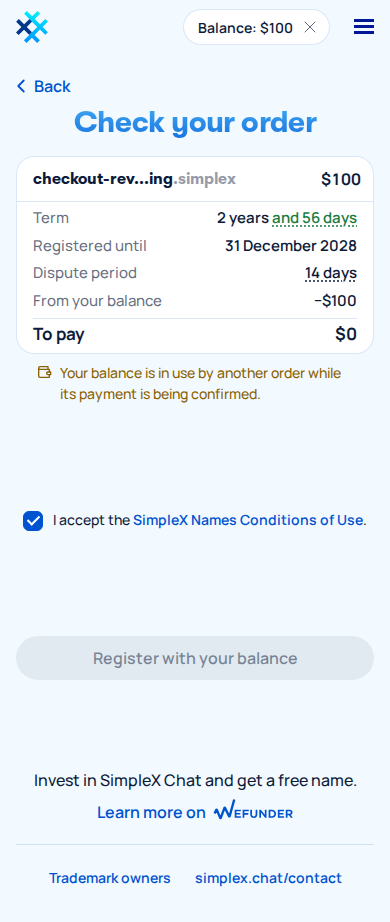 Balance: $100
Back
Check your order
checkout-rev...ing.simplex $100
Term 2 years and 56 days
Registered until 31 December 2028
Dispute period 14 days
From your balance −$100
To pay $0
Your balance is in use by another order while
its payment is being confirmed.
I accept the SimpleX Names Conditions of Use.
Register with your balance
Invest in SimpleX Chat and get a free name.
Learn more on WEFUNDER
Trademark owners simplex.chat/contact